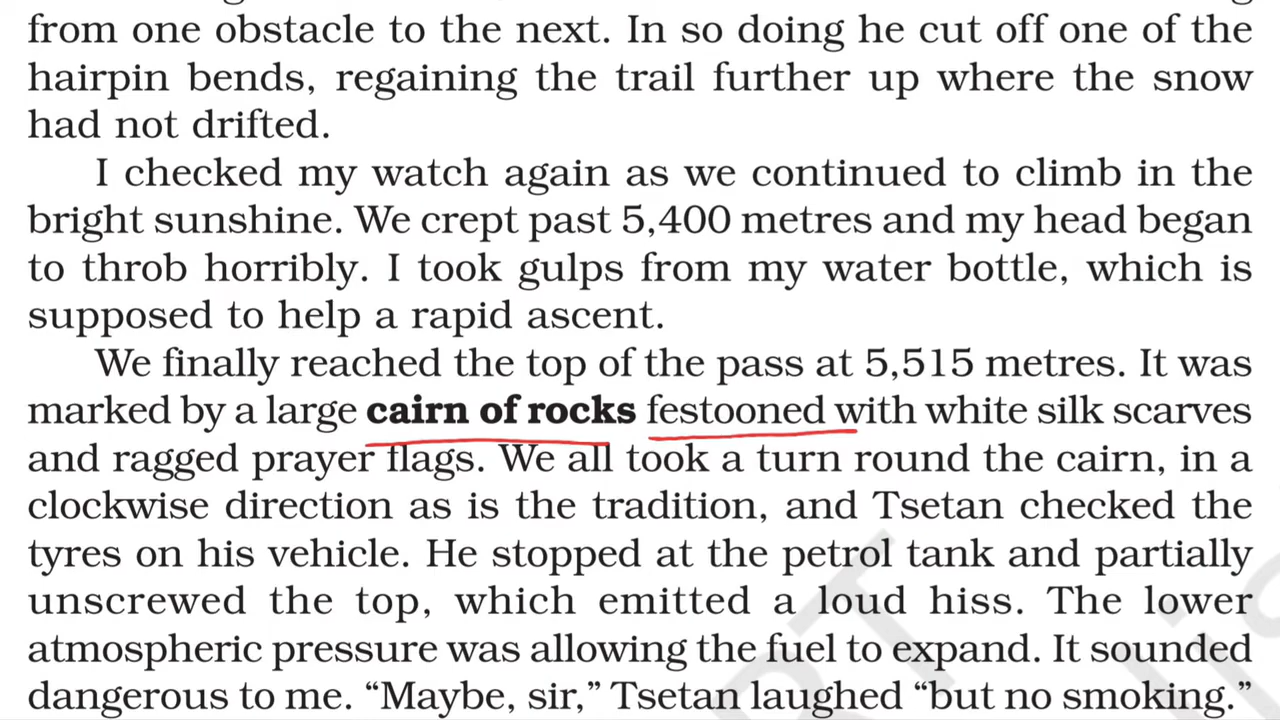 from one obstacle to the next. In so doing he cut off one of the
hairpin bends, regaining the trail further up where the snow
had not drifted.
I checked my watch again as we continued to climb in the
bright sunshine. We crept past 5,400 metres and my head began
to throb horribly. I took gulps from my water bottle, which is
supposed to help a rapid ascent.
We finally reached the top of the pass at 5,515 metres. It was
marked by a large cairn of rocks festooned with white silk scarves
and ragged prayer flags. We all took a turn round the cairn, in a
clockwise direction as is the tradition, and Tsetan checked the
tyres on his vehicle. He stopped at the petrol tank and partially
unscrewed the top, which emitted a loud hiss. The lower
atmospheric pressure was allowing the fuel to expand. It sounded
dangerous to me. “Maybe, sir,” Tsetan laughed “but no smoking.”